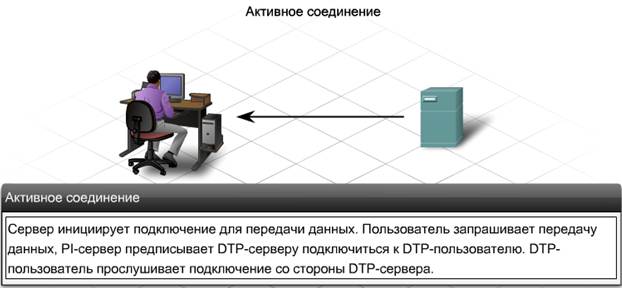 Активное соединение
Активное соединение
Сервер инициирует подключение для передачи данных. Пользователь запрашивает передачу
данных, PI-сервер предписывает DTP-серверу подключиться к DTP-пользователю. DTP-
пользователь прослушивает подключение со стороны DTP-сервера.